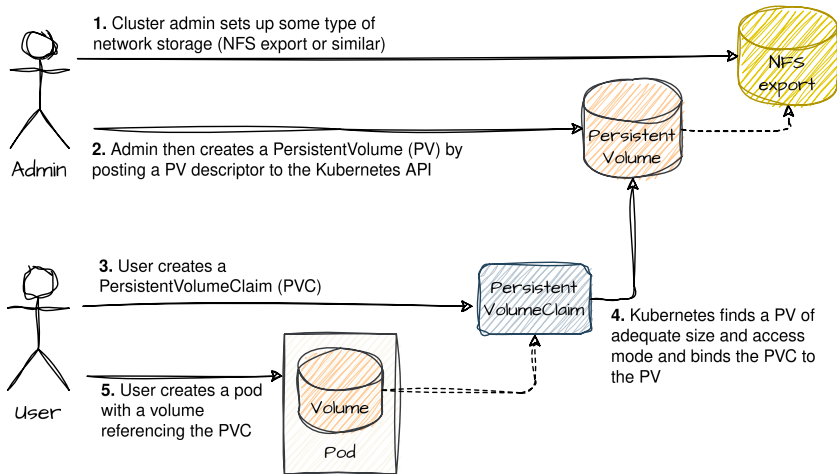 1. Cluster admin sets up some type of
network storage (NFS export or similar)
NFS
export
Persistent
Volume
Admin
2. Admin then creates a PersistentVolume (PV) by
posting a PV descriptor to the Kubernetes API
3. User creates a
PersistentVolumeClaim (PVC)
Persistent
VolumeClaim
4. Kubernetes finds a PV of
adequate size and access
mode and binds the PVC to
the PV
User
5. User creates a pod
with a volume
referencing the PVC
Volume
Pod